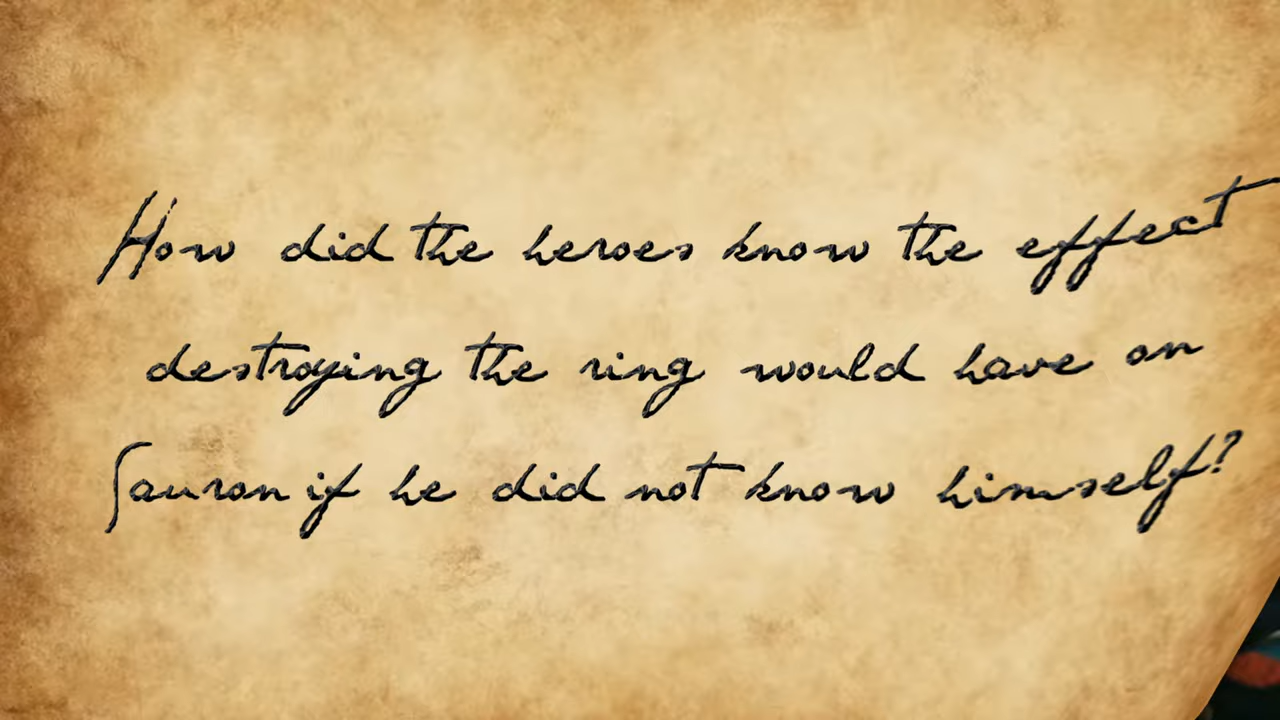 How did the heroes know the effect
destroying the ring would have on
Sauron if he did not know himself?